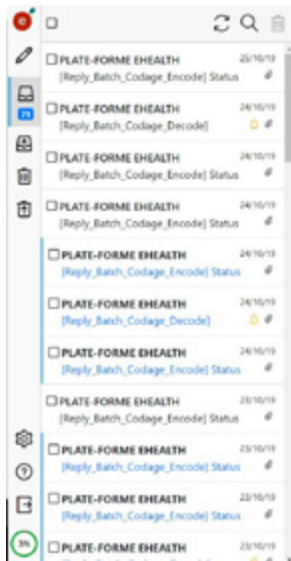 PLATE-FORME EHEALTH 25/10/19
[Reply_Batch_Codage_Encode] Status
79
PLATE-FORME EHEALTH 24/10/19
[Reply_Batch_Codage_Decode]
PLATE-FORME EHEALTH 24/10/19
[Reply_Batch_Codage_Encode] Status
PLATE-FORME EHEALTH 24/10/19
[Reply_Batch_Codage_Encode] Status
PLATE-FORME EHEALTH 24/10/19
[Reply_Batch_Codage_Encode] Status
PLATE-FORME EHEALTH 24/10/19
[Reply_Batch_Codage_Decode]
PLATE-FORME EHEALTH 24/10/19
[Reply_Batch_Codage_Encode] Status
PLATE-FORME EHEALTH 23/10/19
[Reply_Batch_Codage_Encode] Status
PLATE-FORME EHEALTH 23/10/19
[Reply_Batch_Codage_Encode] Status
PLATE-FORME EHEALTH 23/10/19
[Reply_Batch_Codage_Encode] Status
3%
PLATE-FORME EHEALTH 23/10/19